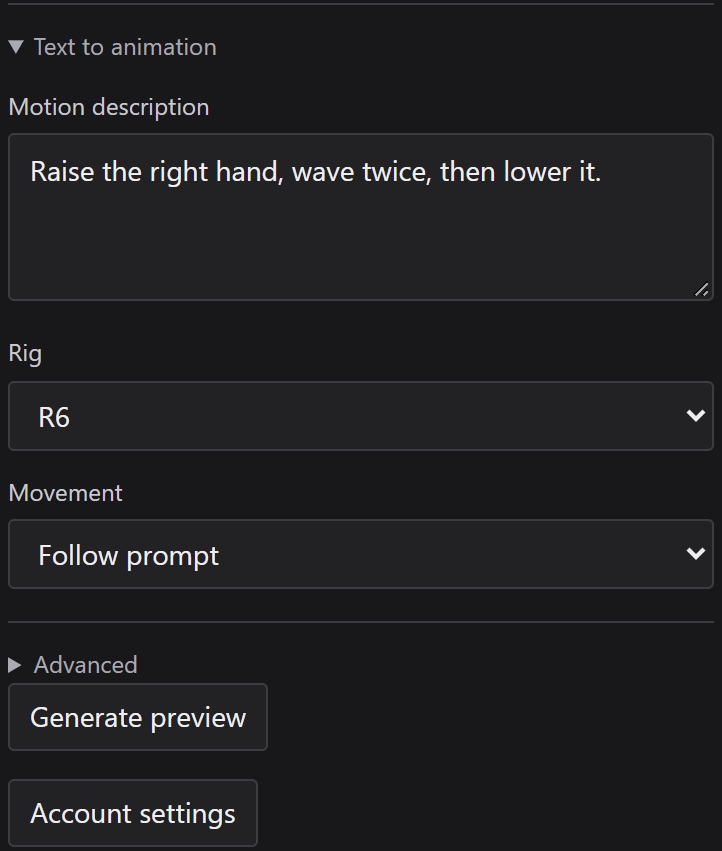 Text to animation
Motion description
Raise the right hand, wave twice, then lower it.
Rig
R6
Movement
Follow prompt
Advanced
Generate preview
Account settings